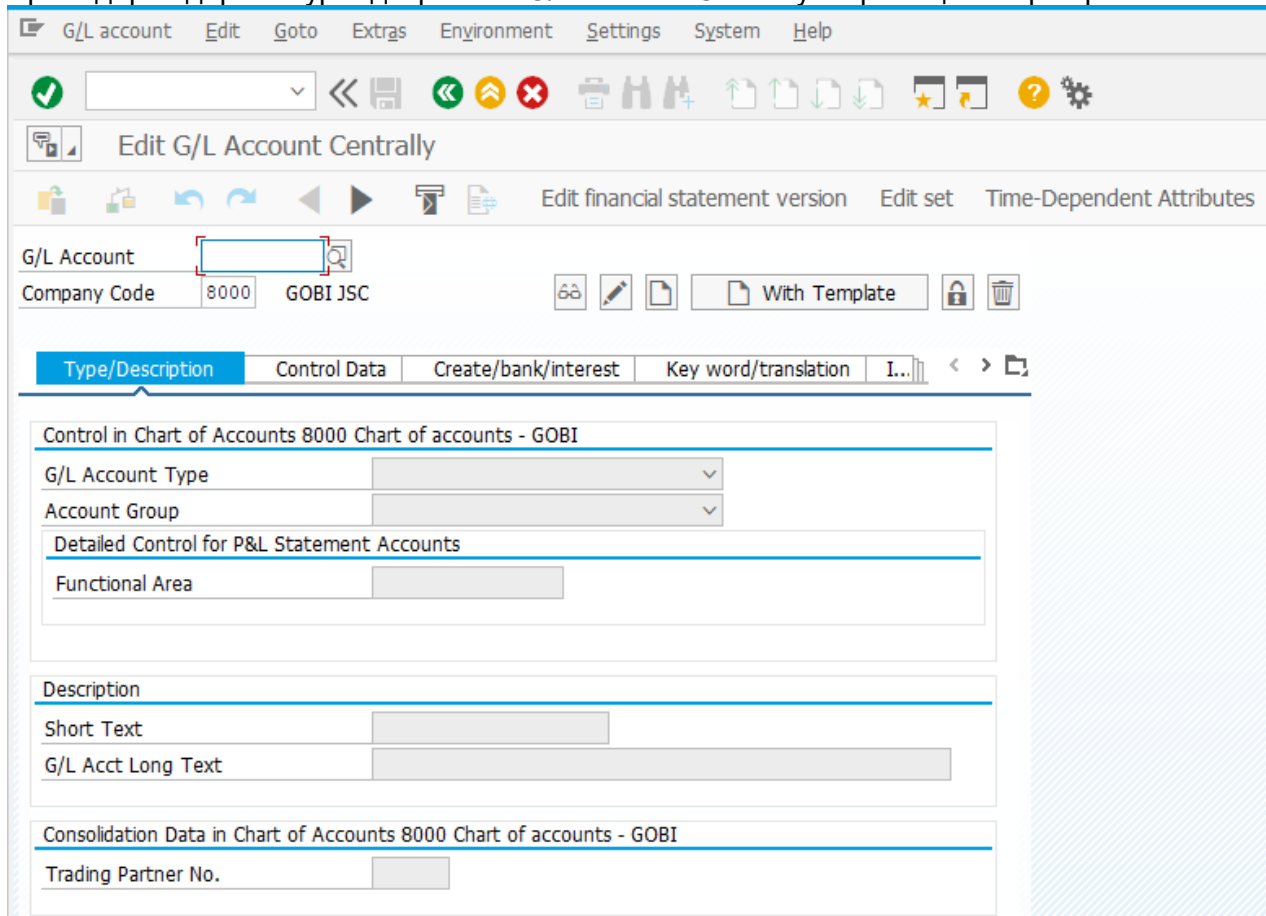 G/L account Edit Goto Extras Environment Settings System Help
Edit G/L Account Centrally
Edit financial statement version Edit set Time-Dependent Attributes
G/L Account
Company Code 8000 GOBI JSC With Template
Type/Description Control Data Create/bank/interest Key word/translation I...
Control in Chart of Accounts 8000 Chart of accounts - GOBI
G/L Account Type
Account Group
Detailed Control for P&L Statement Accounts
Functional Area
Description
Short Text
G/L Acct Long Text
Consolidation Data in Chart of Accounts 8000 Chart of accounts - GOBI
Trading Partner No.